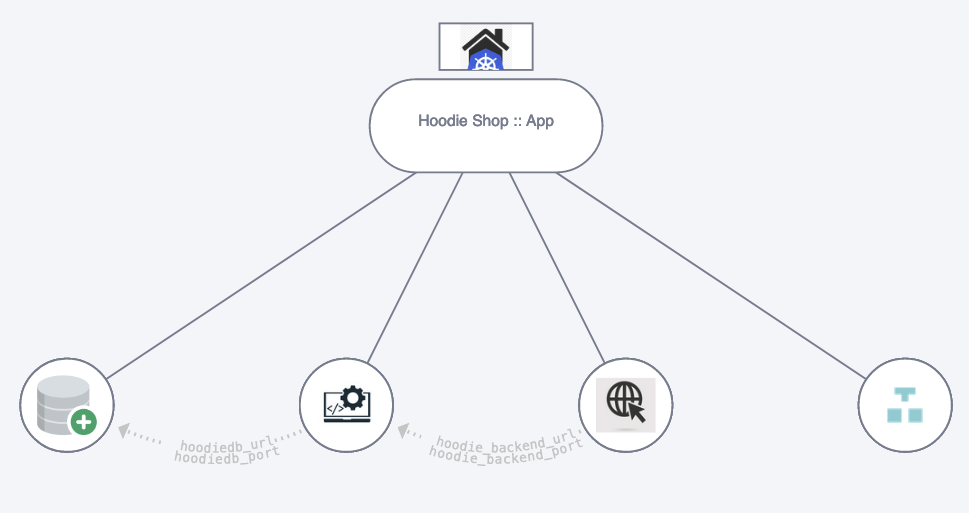 Hoodie Shop :: App
</>
hoodiedb_url
hoodiedb_port
hoodie_backend_url
hoodie_backend_port